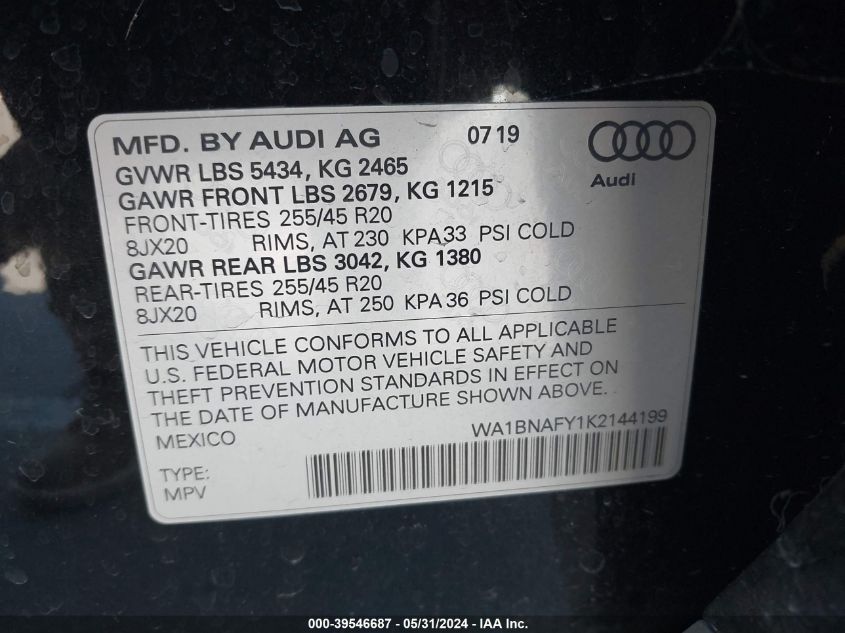 MFD. BY AUDI AG 07 19
Audi
GVWR LBS 5434, KG 2465
GAWR FRONT LBS 2679, KG 1215
FRONT-TIRES 255/45 R20
8JX20 RIMS, AT 230 KPA33 PSI COLD
GAWR REAR LBS 3042, KG 1380
REAR-TIRES 255/45 R20
8JX20 RIMS, AT 250 KPA 36 PSI COLD
THIS VEHICLE CONFORMS TO ALL APPLICABLE
U.S. FEDERAL MOTOR VEHICLE SAFETY AND
THEFT PREVENTION STANDARDS IN EFFECT ON
THE DATE OF MANUFACTURE SHOWN ABOVE.
MEXICO WA1BNAFY1K2144199
TYPE:
MPV
000-39546687 - 05/31/2024 - WA1 Inc.